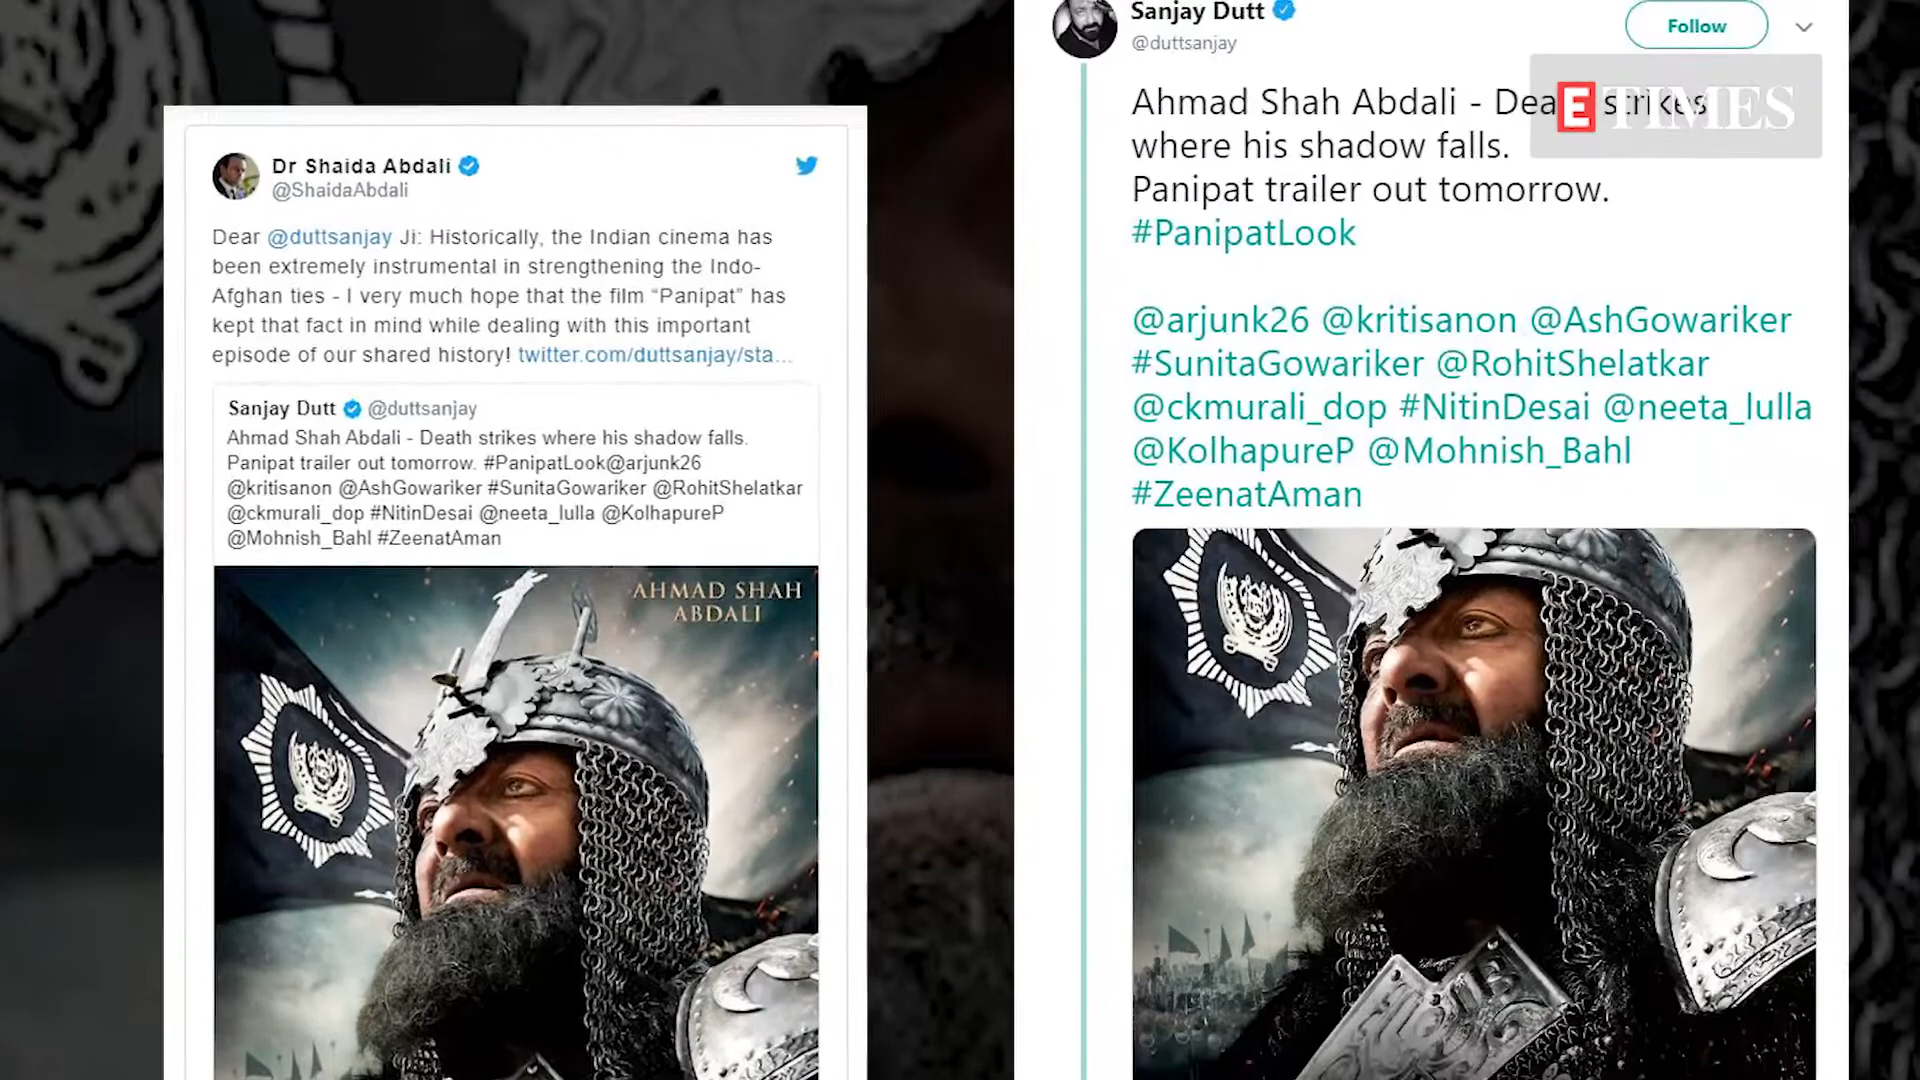 Dr Shaida Abdali
@ShaidaAbdali
Dear @duttsanjay Ji: Historically, the Indian cinema has
been extremely instrumental in strengthening the Indo-
Afghan ties - I very much hope that the film “Panipat” has
kept that fact in mind while dealing with this important
episode of our shared history! twitter.com/duttsanjay/sta...
Sanjay Dutt @duttsanjay
Ahmad Shah Abdali - Death strikes where his shadow falls.
Panipat trailer out tomorrow. #PanipatLook@arjunk26
@kritisanon @AshGowariker #SunitaGowariker @RohitShelatkar
@ckmurali_dop #NitinDesai @neeta_lulla @KolhapureP
@Mohnish_Bahl #ZeenatAman
AHMAD SHAH
ABDALI
Sanjay Dutt
@duttsanjay
Follow
Ahmad Shah Abdali - Dea strikes
where his shadow falls.
Panipat trailer out tomorrow.
#PanipatLook
@arjunk26 @kritisanon @AshGowariker
#SunitaGowariker @RohitShelatkar
@ckmurali_dop #NitinDesai @neeta_lulla
@KolhapureP @Mohnish_Bahl
#ZeenatAman
E TIMES